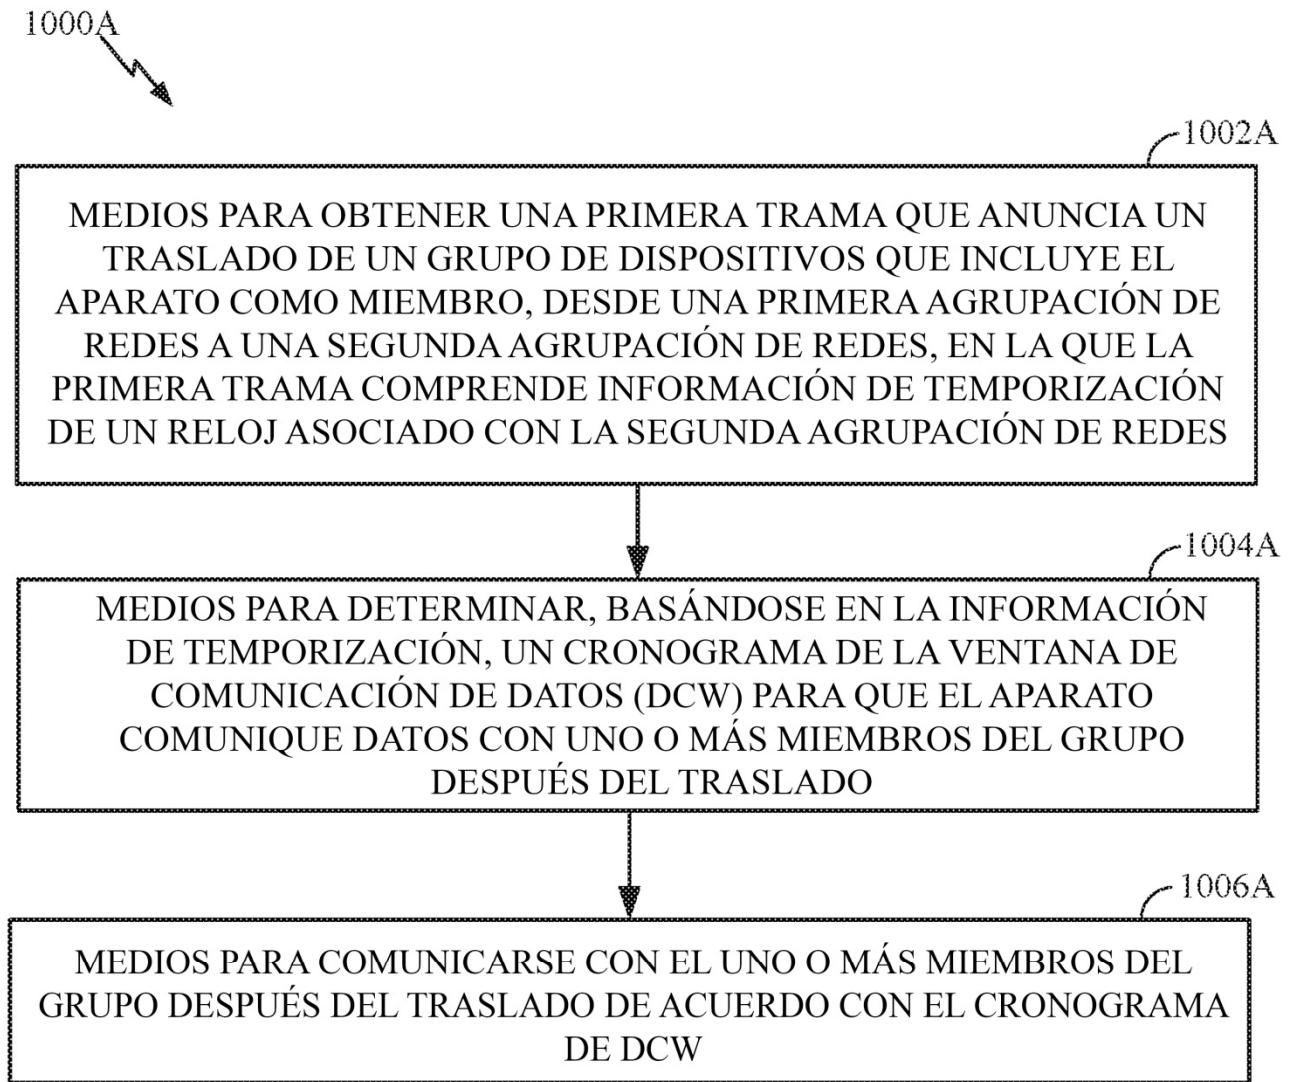 1000A
1002A
MEDIOS PARA OBTENER UNA PRIMERA TRAMA QUE ANUNCIA UN
TRASLADO DE UN GRUPO DE DISPOSITIVOS QUE INCLUYE EL
APARATO COMO MIEMBRO, DESDE UNA PRIMERA AGRUPACIÓN DE
REDES A UNA SEGUNDA AGRUPACIÓN DE REDES, EN LA QUE LA
PRIMERA TRAMA COMPRENDE INFORMACIÓN DE TEMPORIZACIÓN
DE UN RELOJ ASOCIADO CON LA SEGUNDA AGRUPACIÓN DE REDES
1004A
MEDIOS PARA DETERMINAR, BASÁNDOSE EN LA INFORMACIÓN
DE TEMPORIZACIÓN, UN CRONOGRAMA DE LA VENTANA DE
COMUNICACIÓN DE DATOS (DCW) PARA QUE EL APARATO
COMUNIQUE DATOS CON UNO O MÁS MIEMBROS DEL GRUPO
DESPUÉS DEL TRASLADO
1006A
MEDIOS PARA COMUNICARSE CON EL UNO O MÁS MIEMBROS DEL
GRUPO DESPUÉS DEL TRASLADO DE ACUERDO CON EL CRONOGRAMA
DE DCW